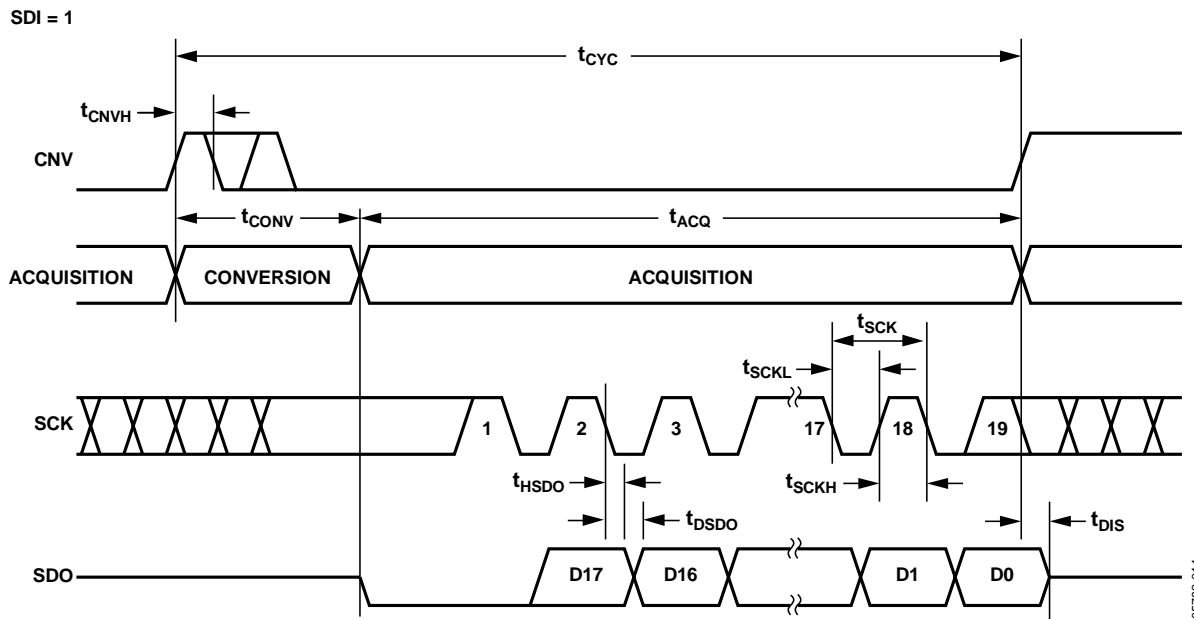 SDI = 1
tCYC
tCNVH
CNV
tCONV
tACQ
ACQUISITION
CONVERSION
ACQUISITION
tSCK
tSCKL
SCK
1
2
3
17
18
19
tHSDO
tSCKH
tDSDO
tDIS
SDO
D17
D16
D1
D0